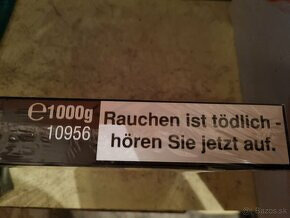 ℮1000g
10956
Rauchen ist tödlich -
hören Sie jetzt auf.
Bazos.sk